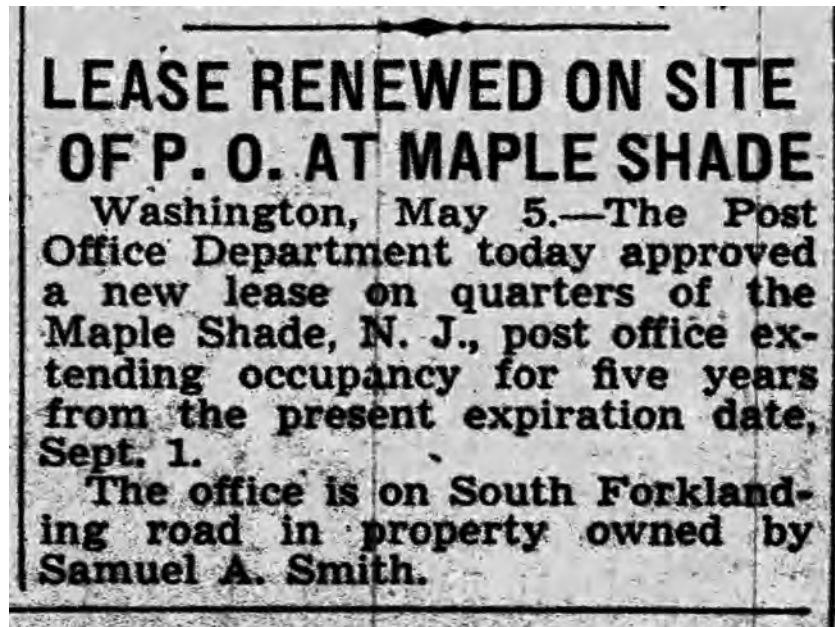 LEASE RENEWED ON SITE
OF P. O. AT MAPLE SHADE
Washington, May 5.—The Post
Office Department today approved
a new lease on quarters of the
Maple Shade, N. J., post office ex-
tending occupancy for five years
from the present expiration date,
Sept. 1.
The office is on South Forkland-
ing road in property owned by
Samuel A. Smith.